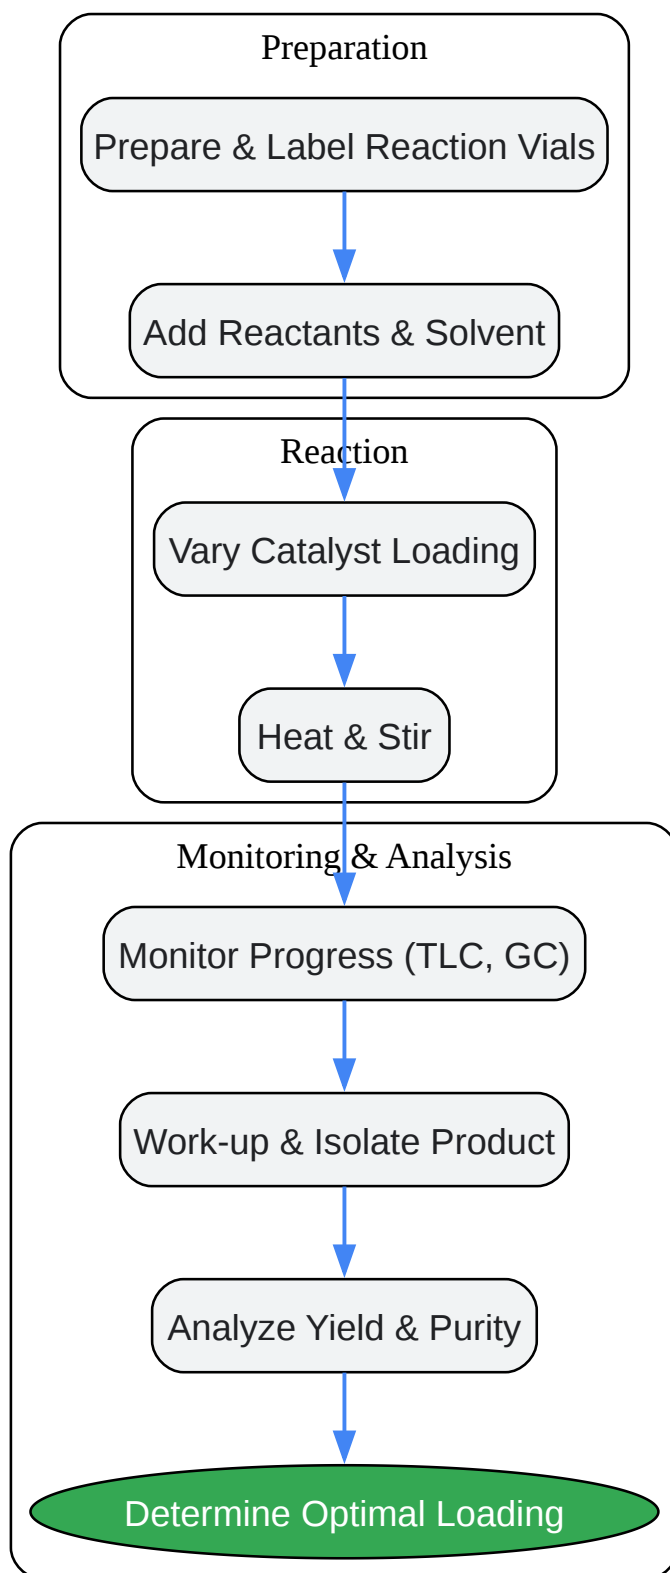 Preparation
Prepare & Label Reaction Vials
Add Reactants & Solvent
Reaction
Vary Catalyst Loading
Heat & Stir
Monitoring & Analysis
Monitor Progress (TLC, GC)
Work-up & Isolate Product
Analyze Yield & Purity
Determine Optimal Loading